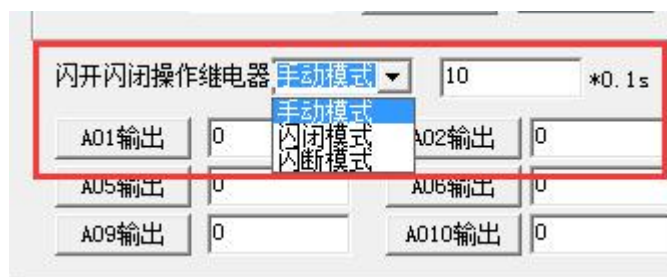 闪开闪闭操作继电器 手动模式 10 *0.1s
手动模式
闪闭模式
闪断模式
A01输出 0 A02输出 0
A05输出 0 A06输出 0
A09输出 0 A010输出 0